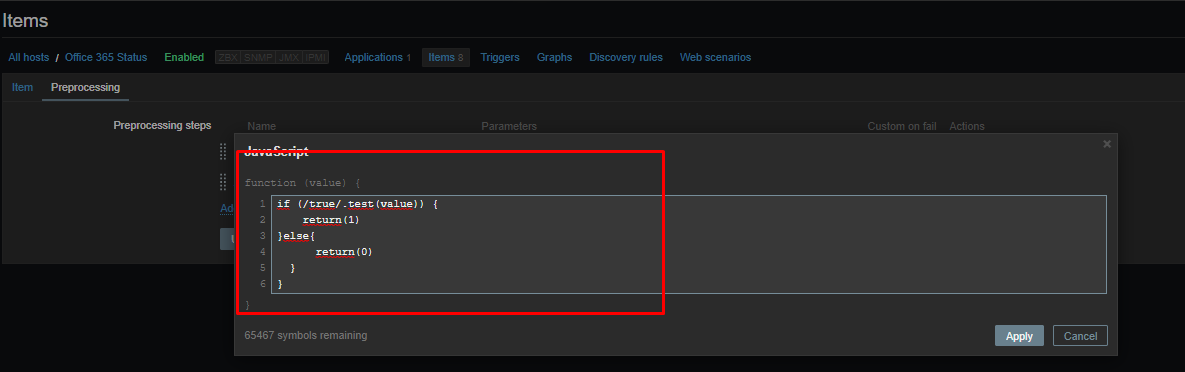 Items
All hosts / Office 365 Status Enabled ZBX SNMP JMX IPMI Applications 1 Items 8 Triggers Graphs Discovery rules Web scenarios
Item Preprocessing
Preprocessing steps Name Parameters Custom on fail Actions
JavaScript ×
function (value) {
1 if (/true/.test(value)) {
2 return(1)
3 }else{
4 return(0)
5 }
6 }
}
65467 symbols remaining
Apply Cancel